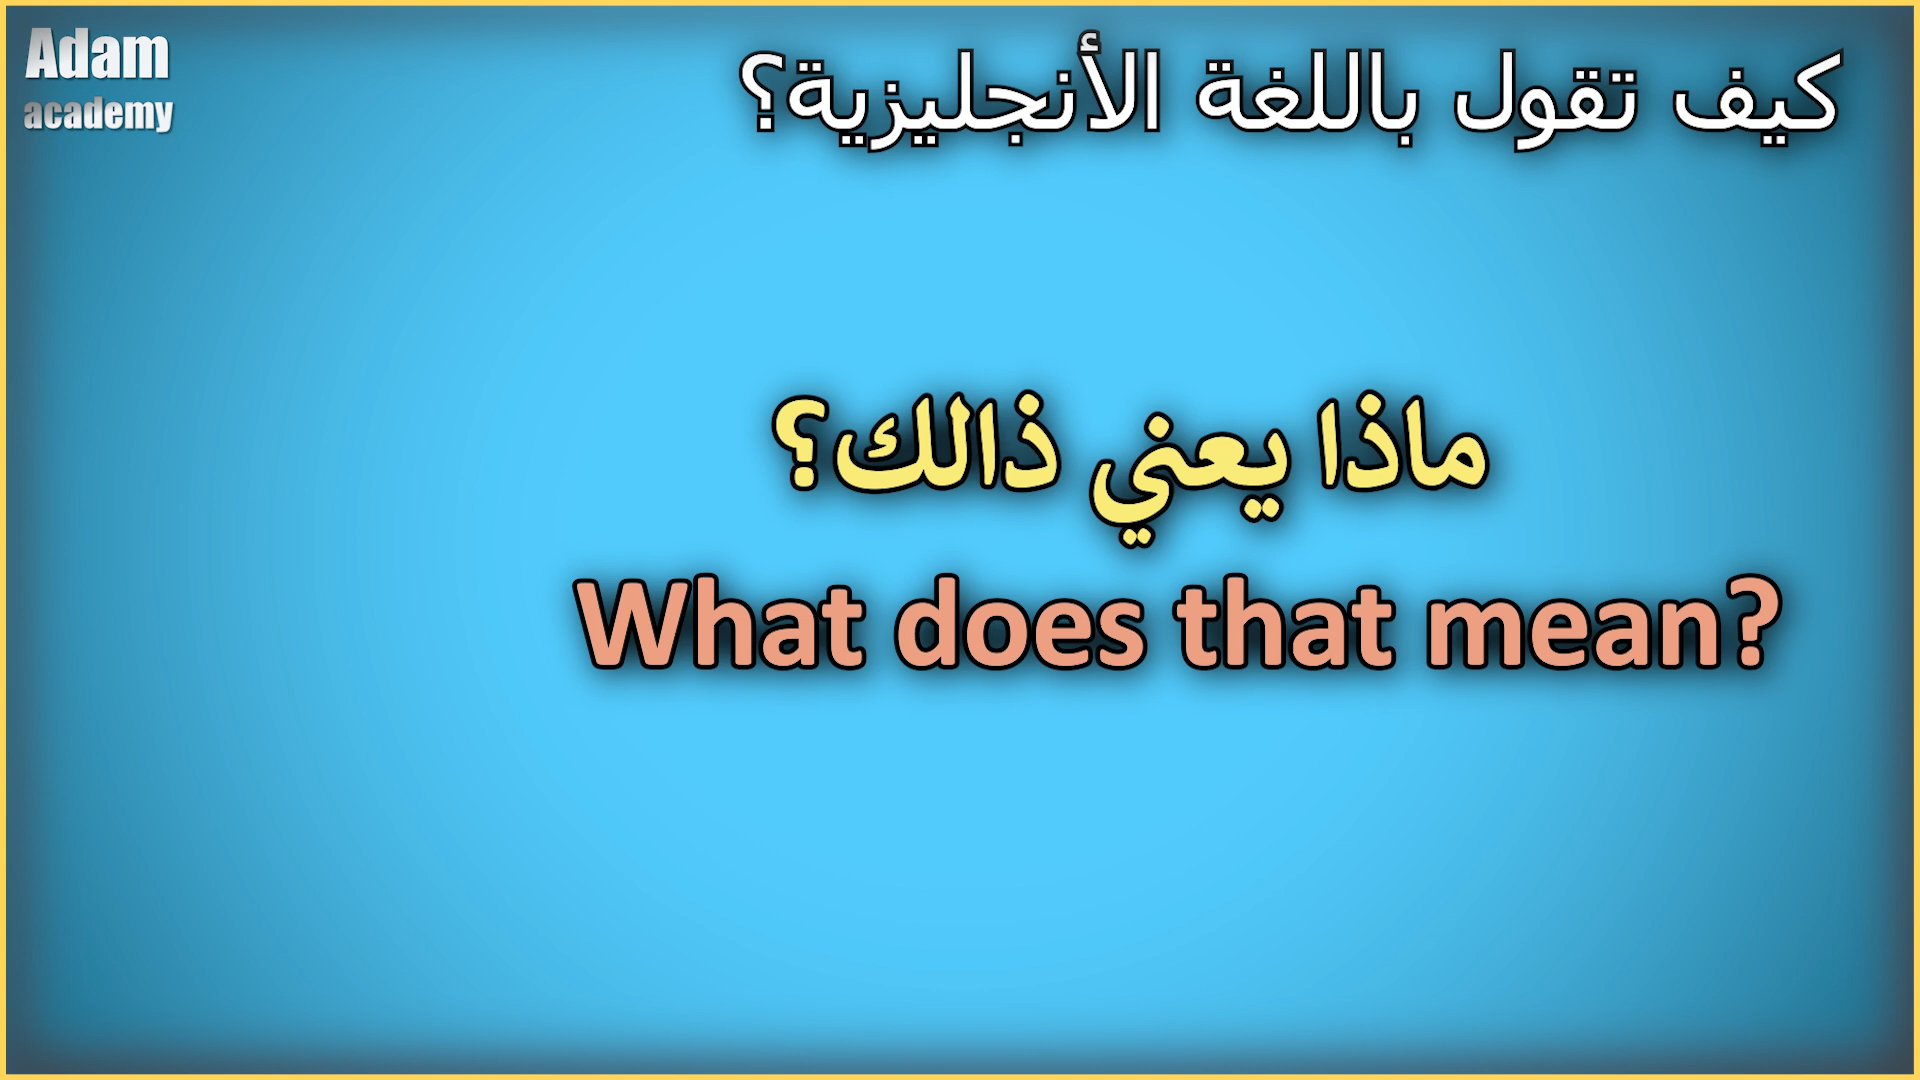 Adam
academy
كيف تقول باللغة الأنجليزية؟
ماذا يعني ذالك؟
What does that mean?